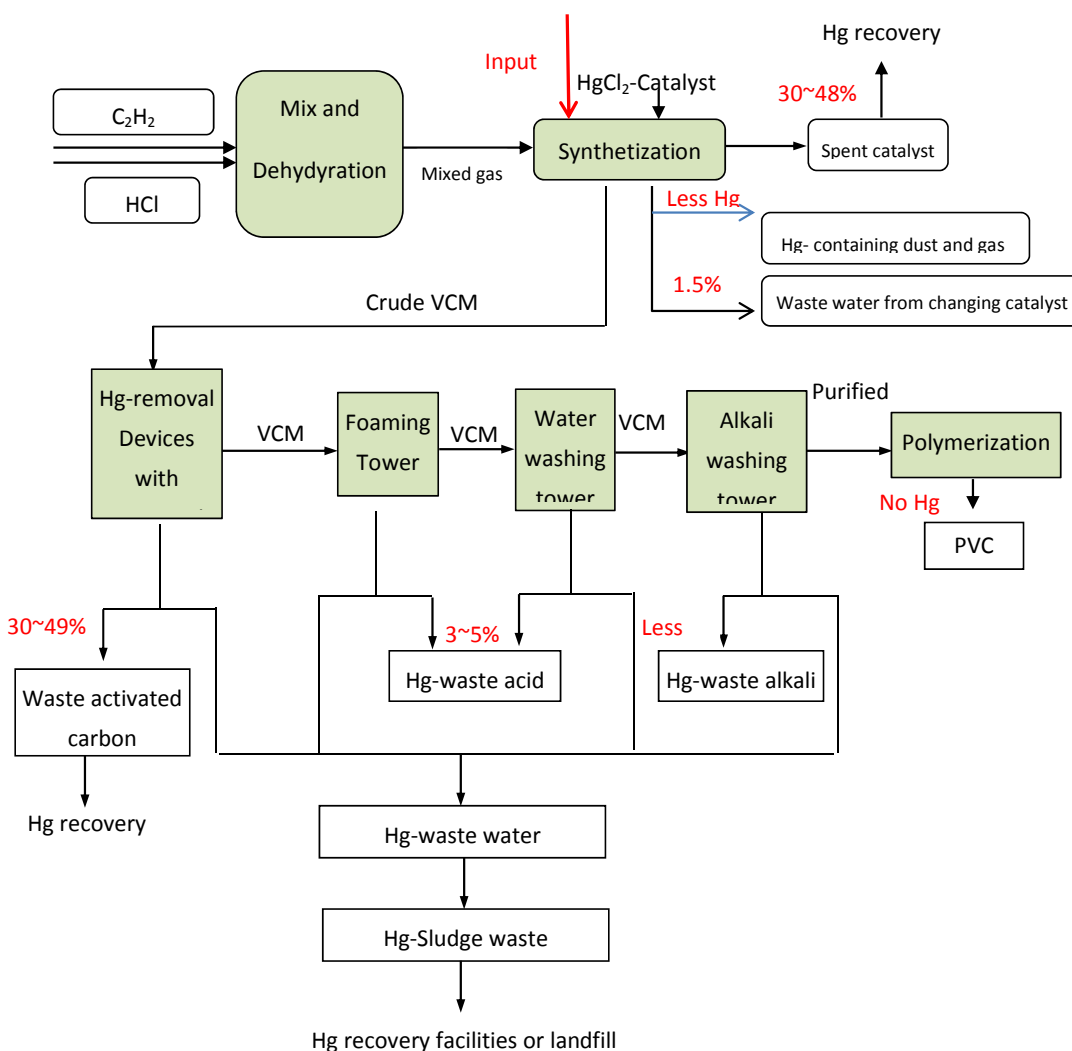 Hg recovery
Input
HgCl₂-Catalyst
30~48%
C₂H₂
Mix and
Dehydyration
HCl
Mixed gas
Synthetization
Spent catalyst
Less Hg
Hg- containing dust and gas
1.5%
Waste water from changing catalyst
Crude VCM
Hg-removal
Devices with
VCM
Foaming
Tower
VCM
Water
washing
tower
VCM
Alkali
washing
tower
Purified
Polymerization
No Hg
PVC
30~49%
Waste activated
carbon
Hg recovery
3~5%
Hg-waste acid
Less
Hg-waste alkali
Hg-waste water
Hg-Sludge waste
Hg recovery facilities or landfill